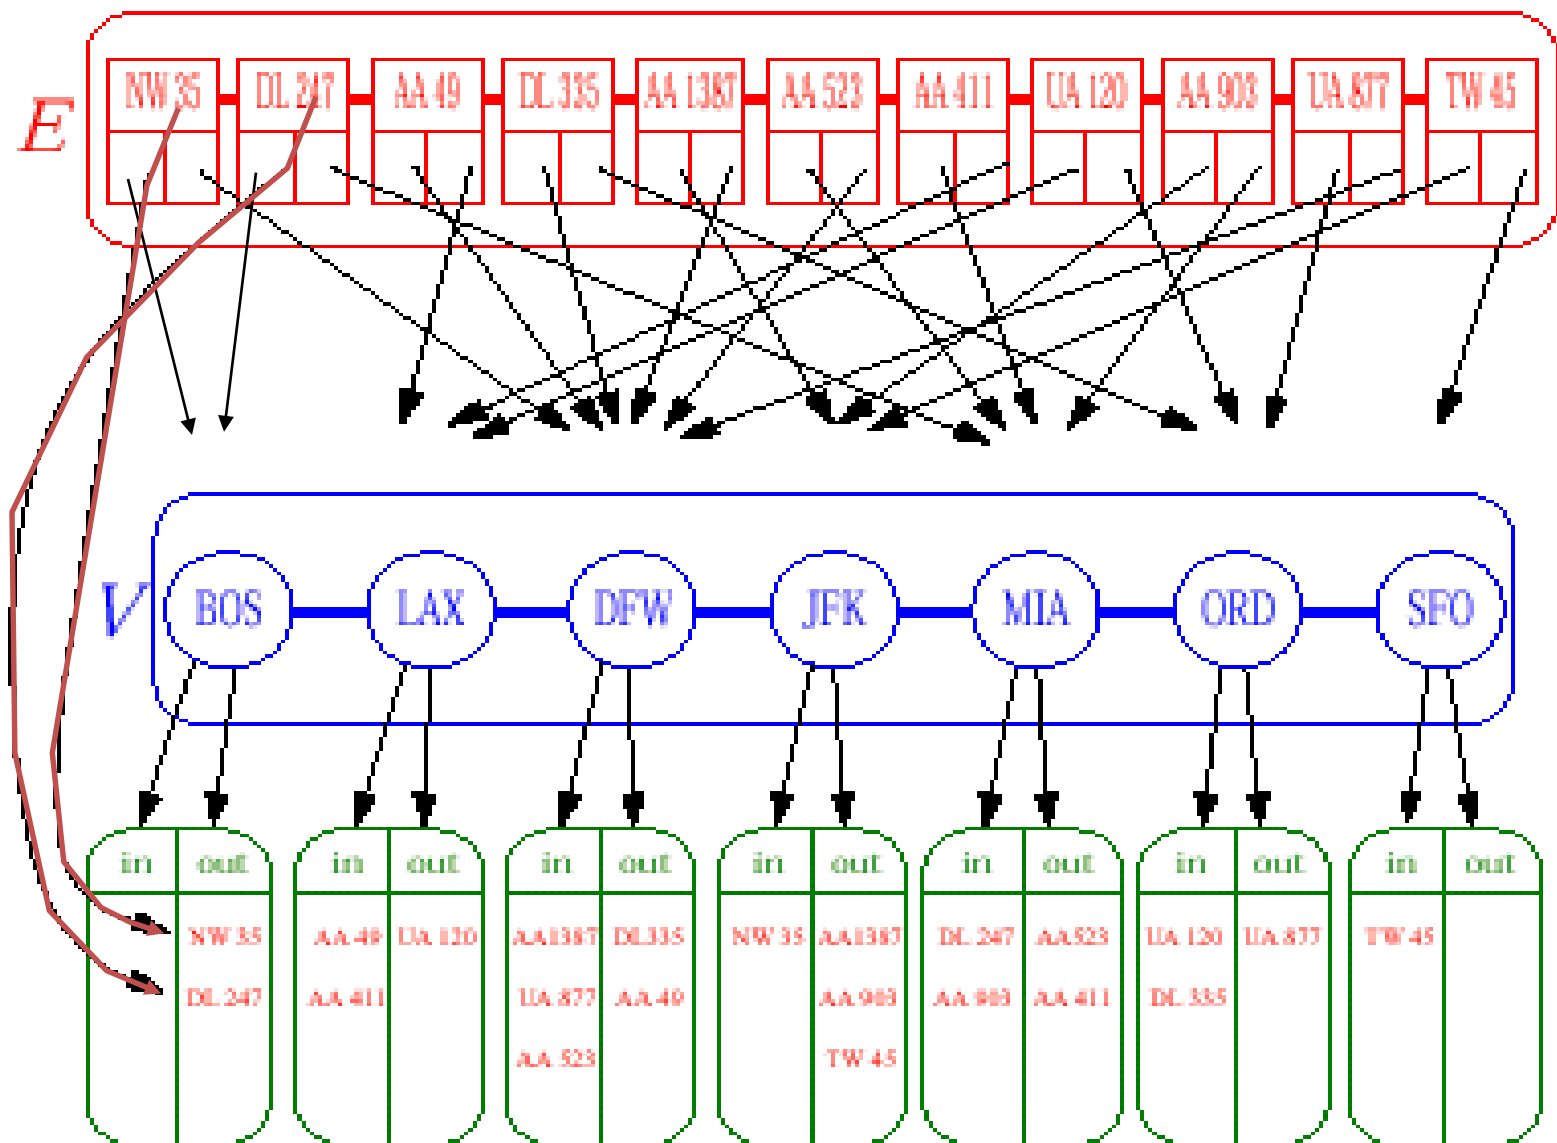 E
NW 35 DL 247 AA 49 DL 335 AA 1387 AA 523 AA 411 UA 120 AA 903 UA 877 TW 45
V
BOS LAX DFW JFK MIA ORD SFO
in out in out in out in out in out in out in out
NW 35 AA 49 UA 120 AA1387 DL335 NW 35 AA1387 DL 247 AA523 UA 120 UA 877 TW 45
DL 247 AA 411 UA 877 AA 49 AA 903 AA 903 AA 411 DL 335
AA 523 TW 45